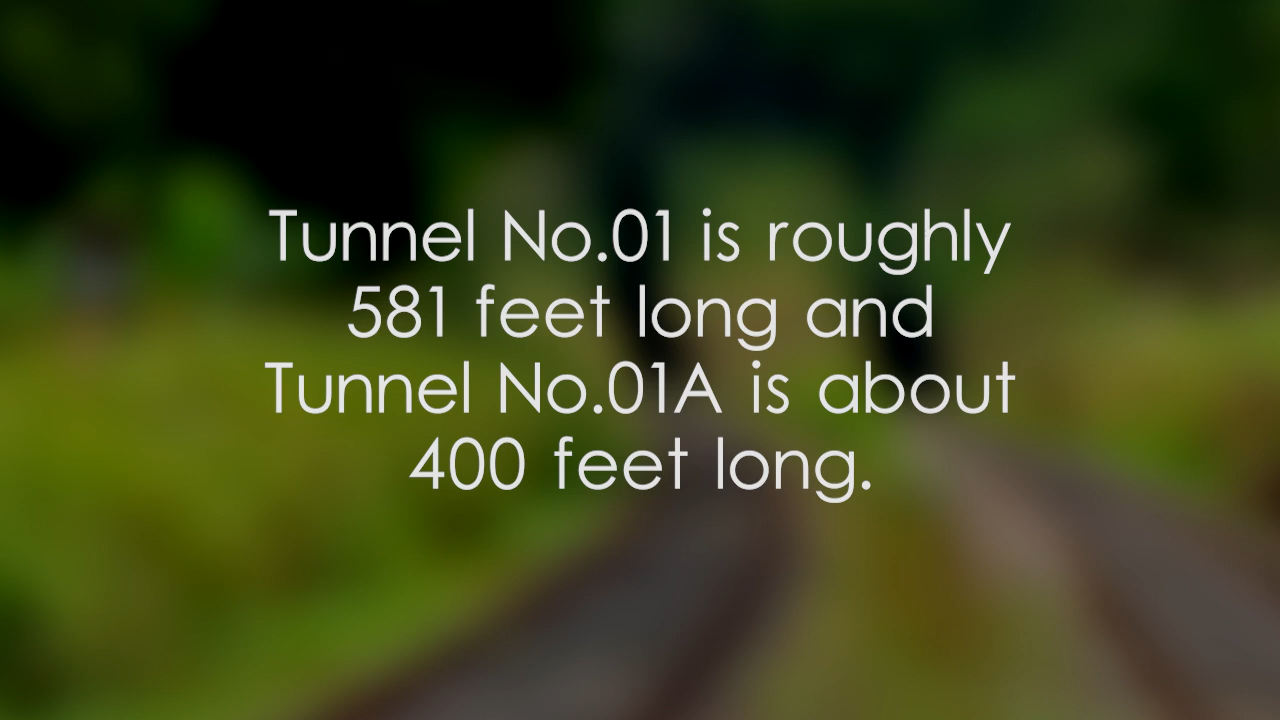 Tunnel No.01 is roughly
581 feet long and
Tunnel No.01A is about
400 feet long.